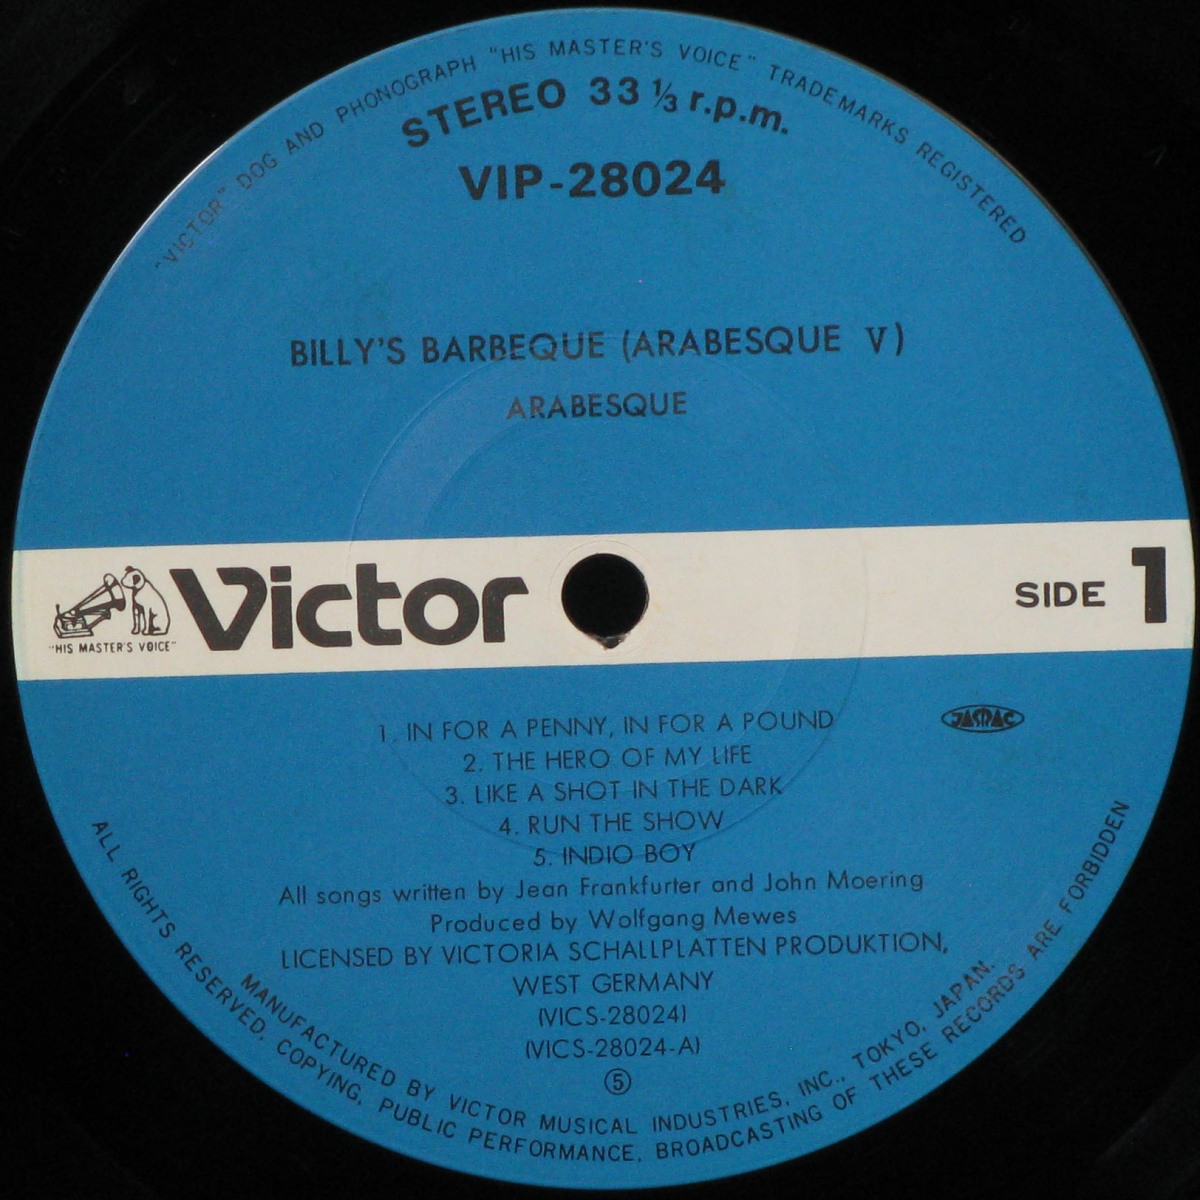 "VICTOR" DOG AND PHONOGRAPH "HIS MASTER'S VOICE" TRADEMARKS REGISTERED
STEREO 33 ⅓ r.p.m.
VIP-28024
BILLY'S BARBEQUE (ARABESQUE V)
ARABESQUE
"HIS MASTER'S VOICE"
Victor
SIDE 1
JASRAC
1. IN FOR A PENNY, IN FOR A POUND
2. THE HERO OF MY LIFE
3. LIKE A SHOT IN THE DARK
4. RUN THE SHOW
5. INDIO BOY
All songs written by Jean Frankfurter and John Moering
Produced by Wolfgang Mewes
LICENSED BY VICTORIA SCHALLPLATTEN PRODUKTION,
WEST GERMANY
(VICS-28024)
(VICS-28024-A)
⑤
MANUFACTURED BY VICTOR MUSICAL INDUSTRIES, INC., TOKYO, JAPAN.
ALL RIGHTS RESERVED, COPYING, PUBLIC PERFORMANCE, BROADCASTING OF THESE RECORDS ARE FORBIDDEN